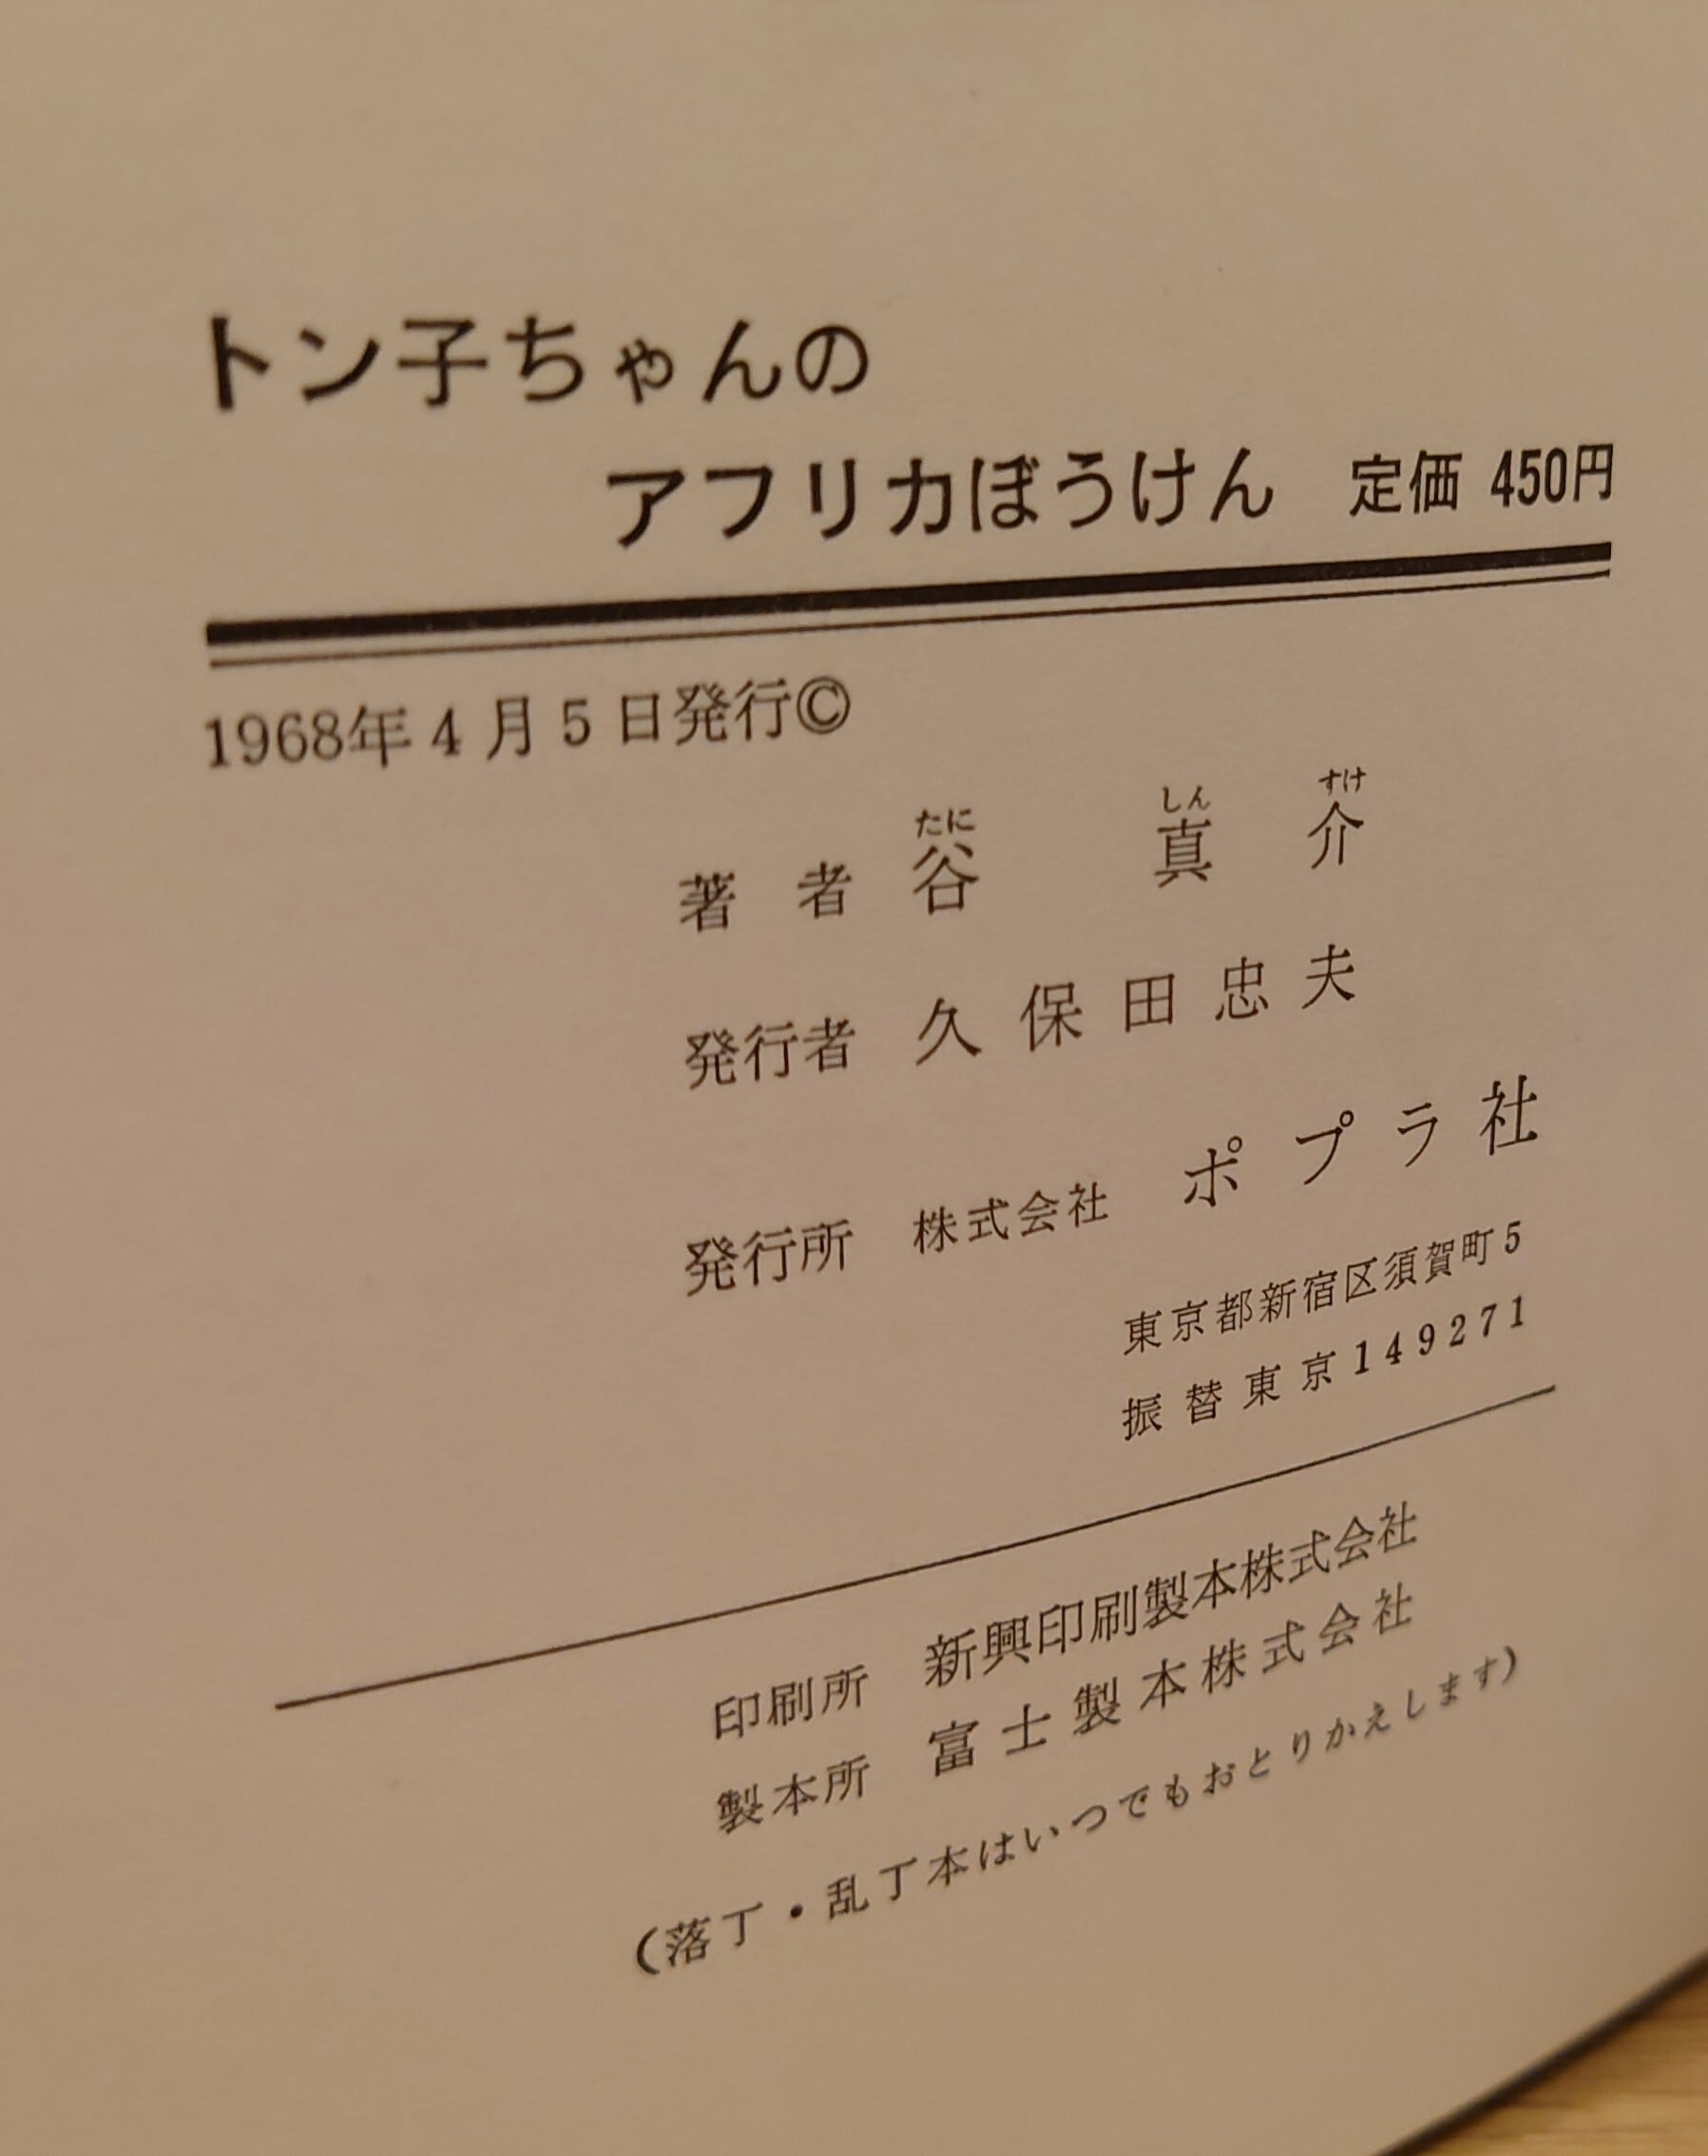 トン子ちゃんの
アフリカぼうけん 定価 450円
1968年4月5日発行©
著者 谷真介
たに しん すけ
発行者 久保田忠夫
発行所 株式会社 ポプラ社
東京都新宿区須賀町5
振替東京149271
印刷所 新興印刷製本株式会社
製本所 富士製本株式会社
(落丁・乱丁本はいつでもおとりかえします)